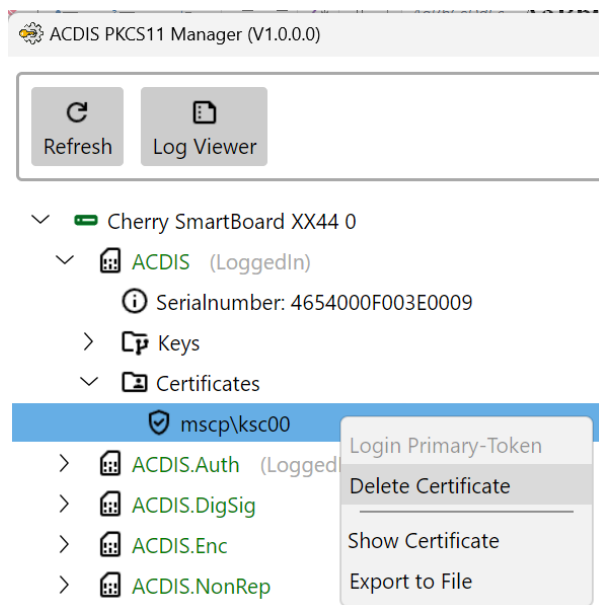 ACDIS PKCS11 Manager (V1.0.0.0)
Refresh
Log Viewer
Cherry SmartBoard XX44 0
ACDIS (LoggedIn)
Serialnumber: 4654000F003E0009
Keys
Certificates
mscp\ksc00
Login Primary-Token
ACDIS.Auth
Delete Certificate
ACDIS.DigSig
Show Certificate
ACDIS.Enc
Export to File
ACDIS.NonRep